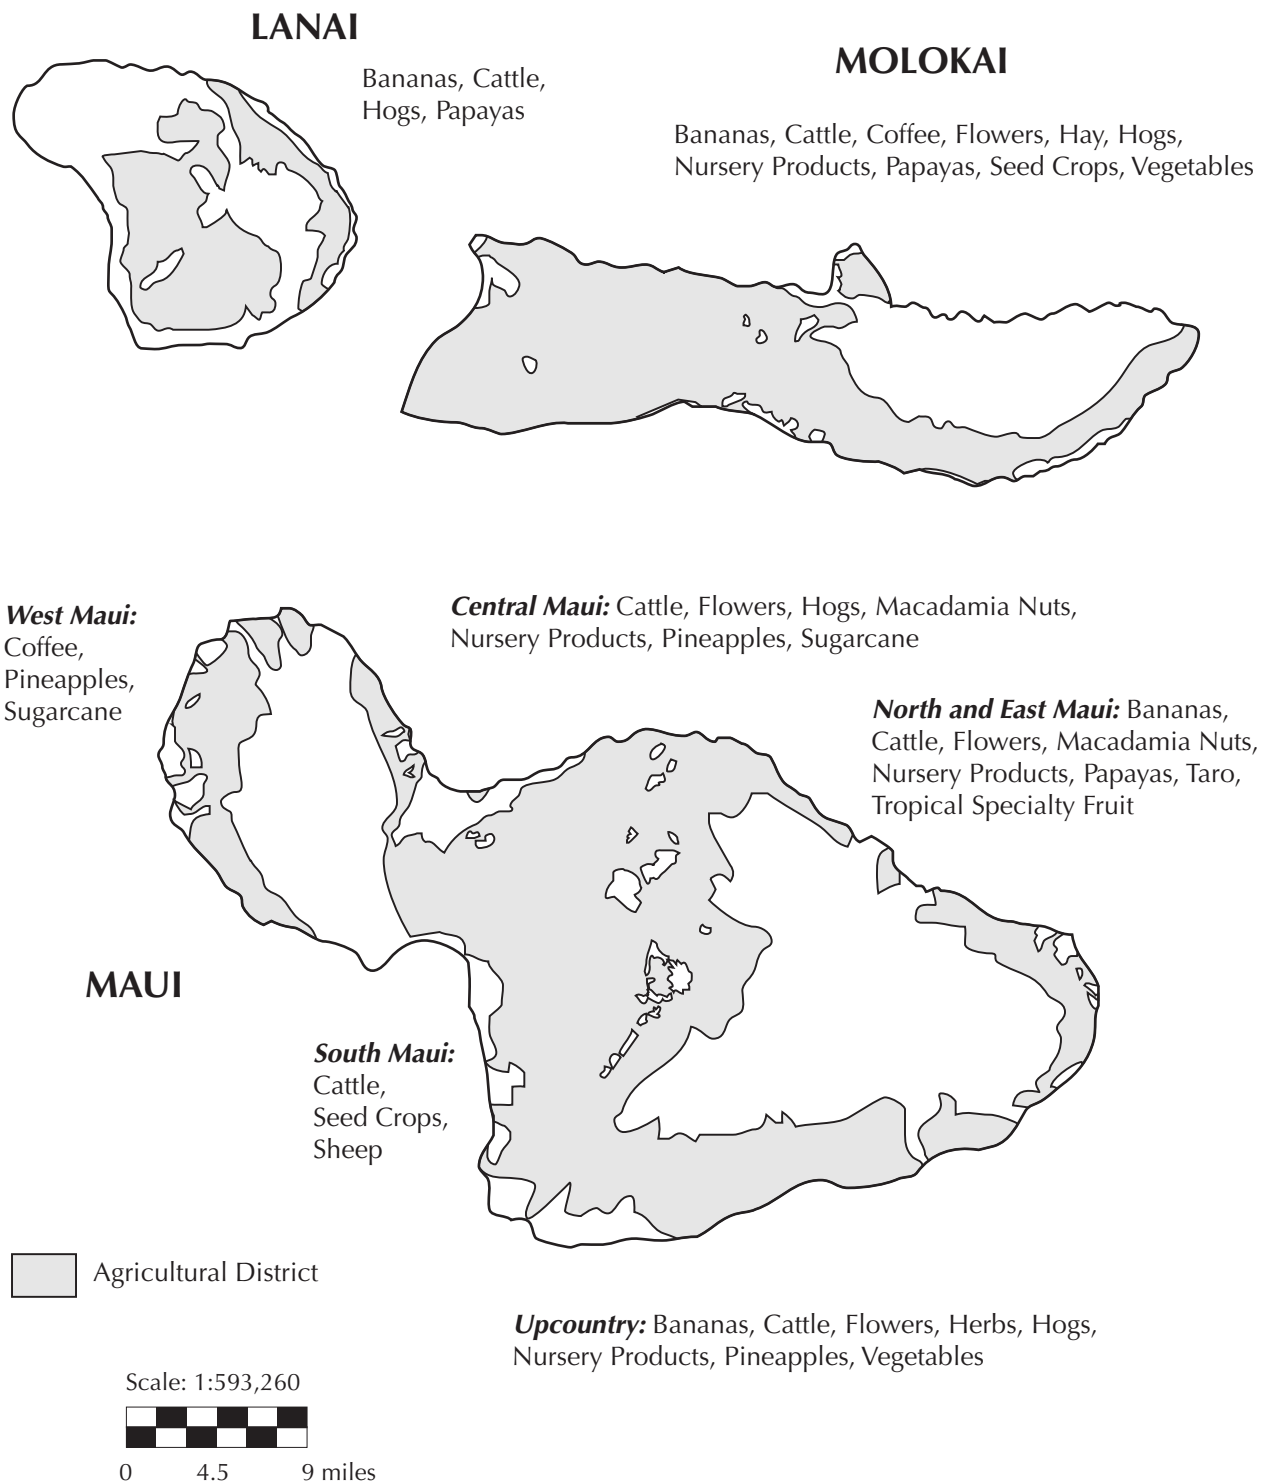 LANAI
Bananas, Cattle,
Hogs, Papayas
MOLOKAI
Bananas, Cattle, Coffee, Flowers, Hay, Hogs,
Nursery Products, Papayas, Seed Crops, Vegetables
West Maui:
Coffee,
Pineapples,
Sugarcane
Central Maui: Cattle, Flowers, Hogs, Macadamia Nuts,
Nursery Products, Pineapples, Sugarcane
North and East Maui: Bananas,
Cattle, Flowers, Macadamia Nuts,
Nursery Products, Papayas, Taro,
Tropical Specialty Fruit
MAUI
South Maui:
Cattle,
Seed Crops,
Sheep
Agricultural District
Upcountry: Bananas, Cattle, Flowers, Herbs, Hogs,
Nursery Products, Pineapples, Vegetables
Scale: 1:593,260
0 4.5 9 miles